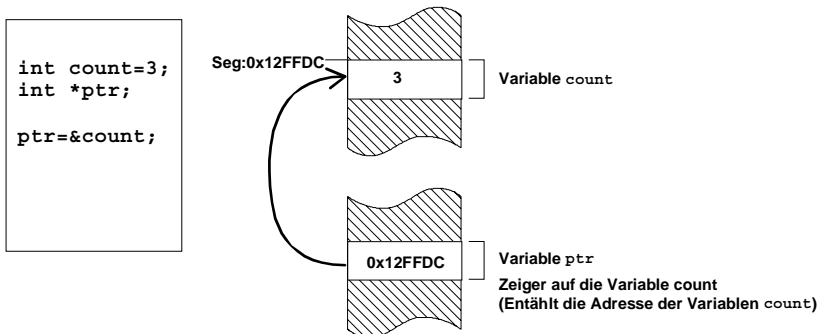 int count=3;
int *ptr;
ptr=&count;
Seg:0x12FFDC
3
Variable count
0x12FFDC
Variable ptr
Zeiger auf die Variable count
(Entählt die Adresse der Variablen count)